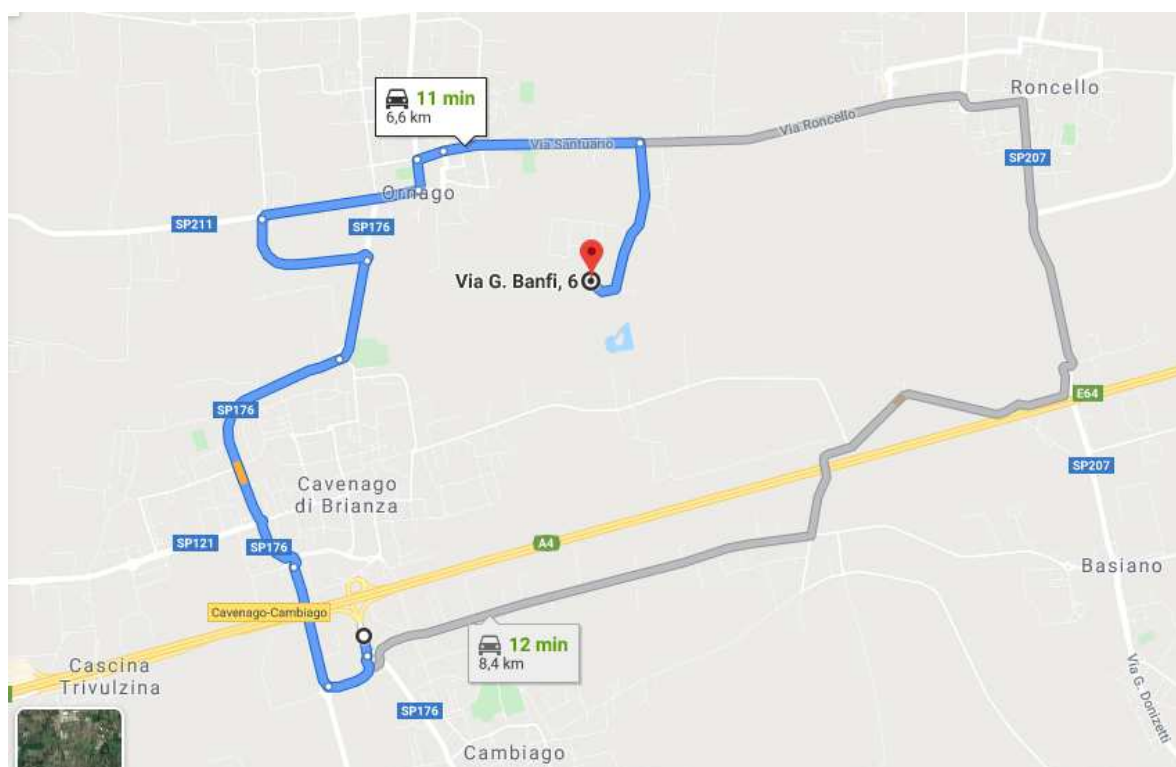 Roncello
11 min
6,6 km
Via Roncello
Via Santuario
SP207
Ornago
SP211
SP176
Via G. Banfi, 6
E64
SP176
SP207
Cavenago
di Brianza
SP121
SP176
A4
Basiano
Cavenago-Cambiago
12 min
8,4 km
Cascina
Trivulzina
Via G. Donizetti
SP176
Cambiago